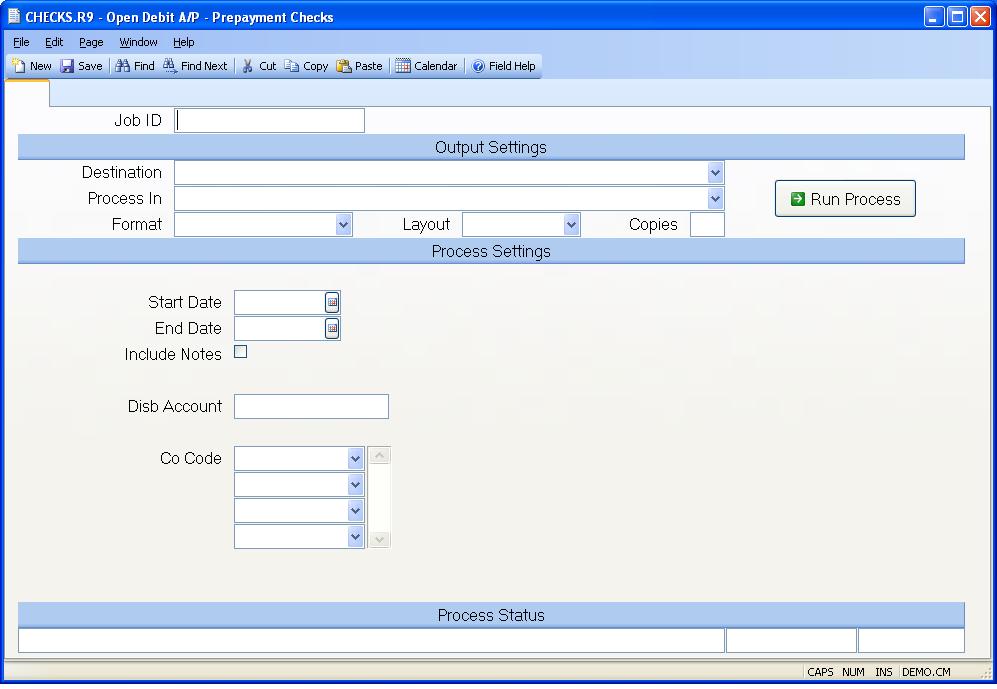 CHECKS.R9 - Open Debit A/P - Prepayment Checks
File Edit Page Window Help
New Save Find Find Next Cut Copy Paste Calendar Field Help
Job ID
Output Settings
Destination
Process In
Run Process
Format Layout Copies
Process Settings
Start Date
End Date
Include Notes
Disb Account
Co Code
Process Status
CAPS NUM INS DEMO.CM